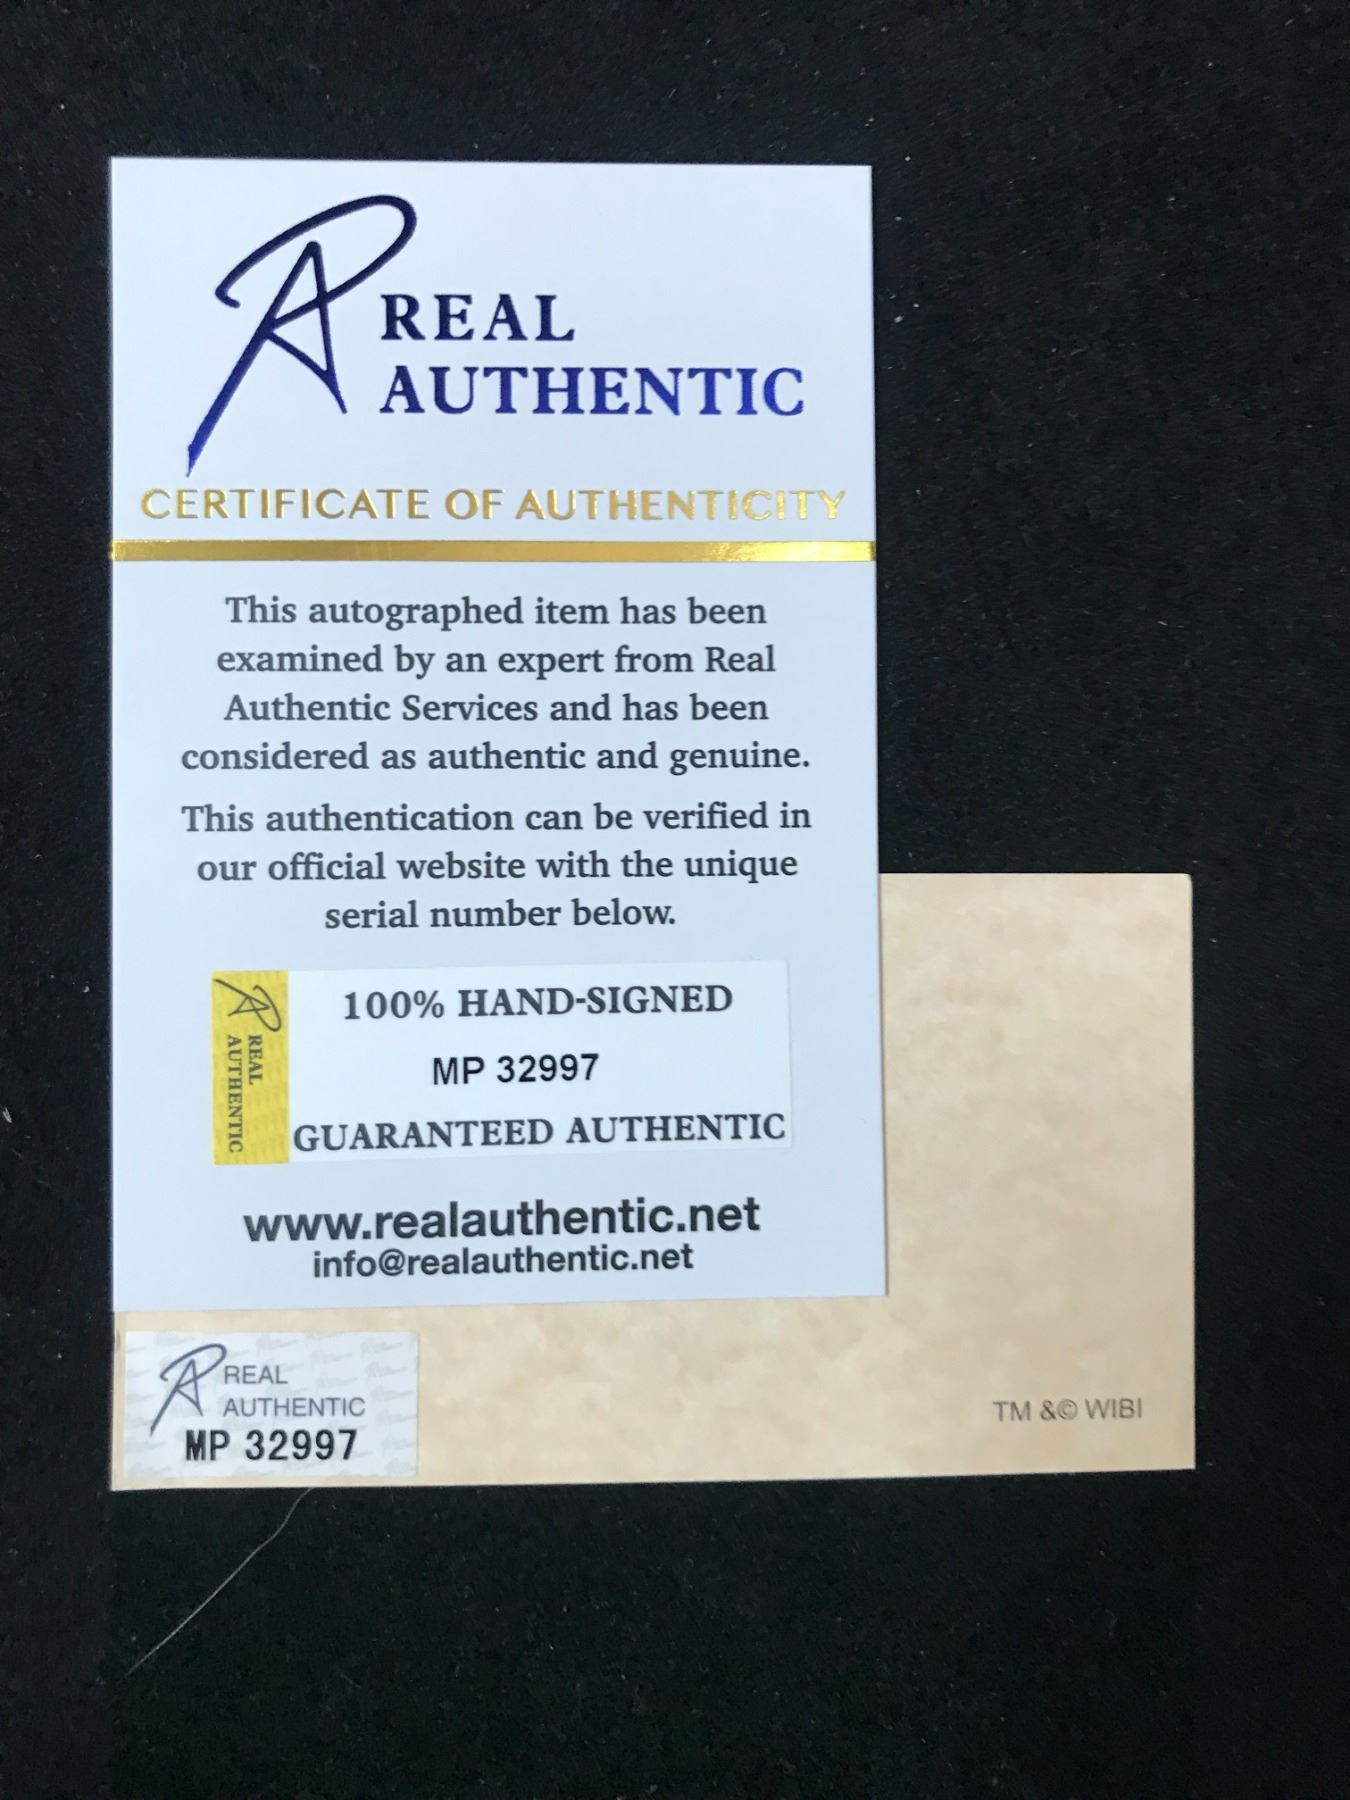 REAL
AUTHENTIC
CERTIFICATE OF AUTHENTICITY
This autographed item has been
examined by an expert from Real
Authentic Services and has been
considered as authentic and genuine.
This authentication can be verified in
our official website with the unique
serial number below.
REAL
AUTHENTIC
100% HAND-SIGNED
MP 32997
GUARANTEED AUTHENTIC
www.realauthentic.net
info@realauthentic.net
REAL
AUTHENTIC
MP 32997
TM &© WIBI